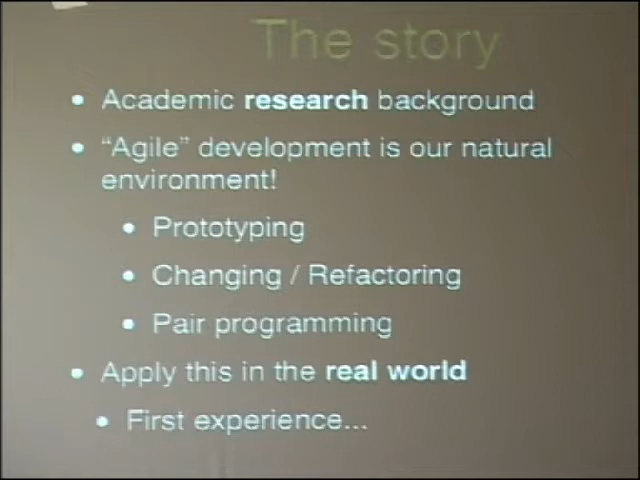 The story
• Academic research background
• “Agile” development is our natural
environment!
• Prototyping
• Changing / Refactoring
• Pair programming
• Apply this in the real world
• First experience...